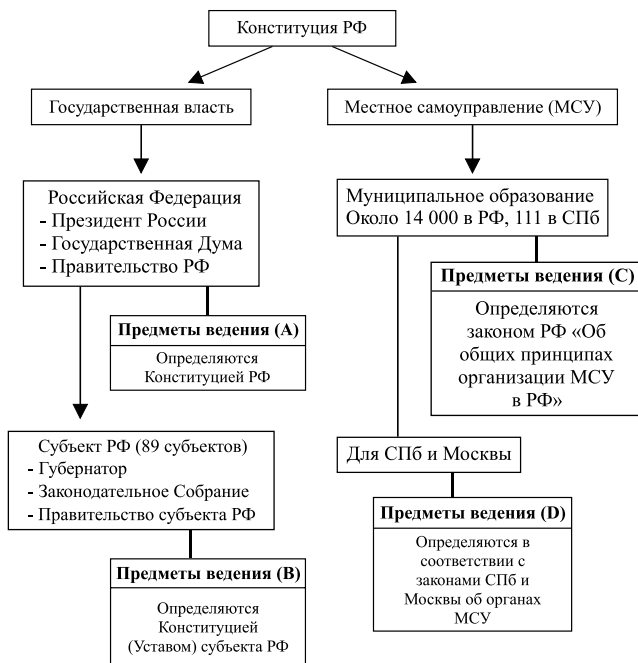 Конституция РФ
Государственная власть
Местное самоуправление (МСУ)
Российская Федерация
- Президент России
- Государственная Дума
- Правительство РФ
Предметы ведения (A)
Определяются
Конституцией РФ
Субъект РФ (89 субъектов)
- Губернатор
- Законодательное Собрание
- Правительство субъекта РФ
Предметы ведения (B)
Определяются
Конституцией
(Уставом) субъекта РФ
Муниципальное образование
Около 14 000 в РФ, 111 в СПб
Предметы ведения (C)
Определяются
законом РФ «Об
общих принципах
организации МСУ
в РФ»
Для СПб и Москвы
Предметы ведения (D)
Определяются в
соответствии с
законами СПб и
Москвы об органах
МСУ